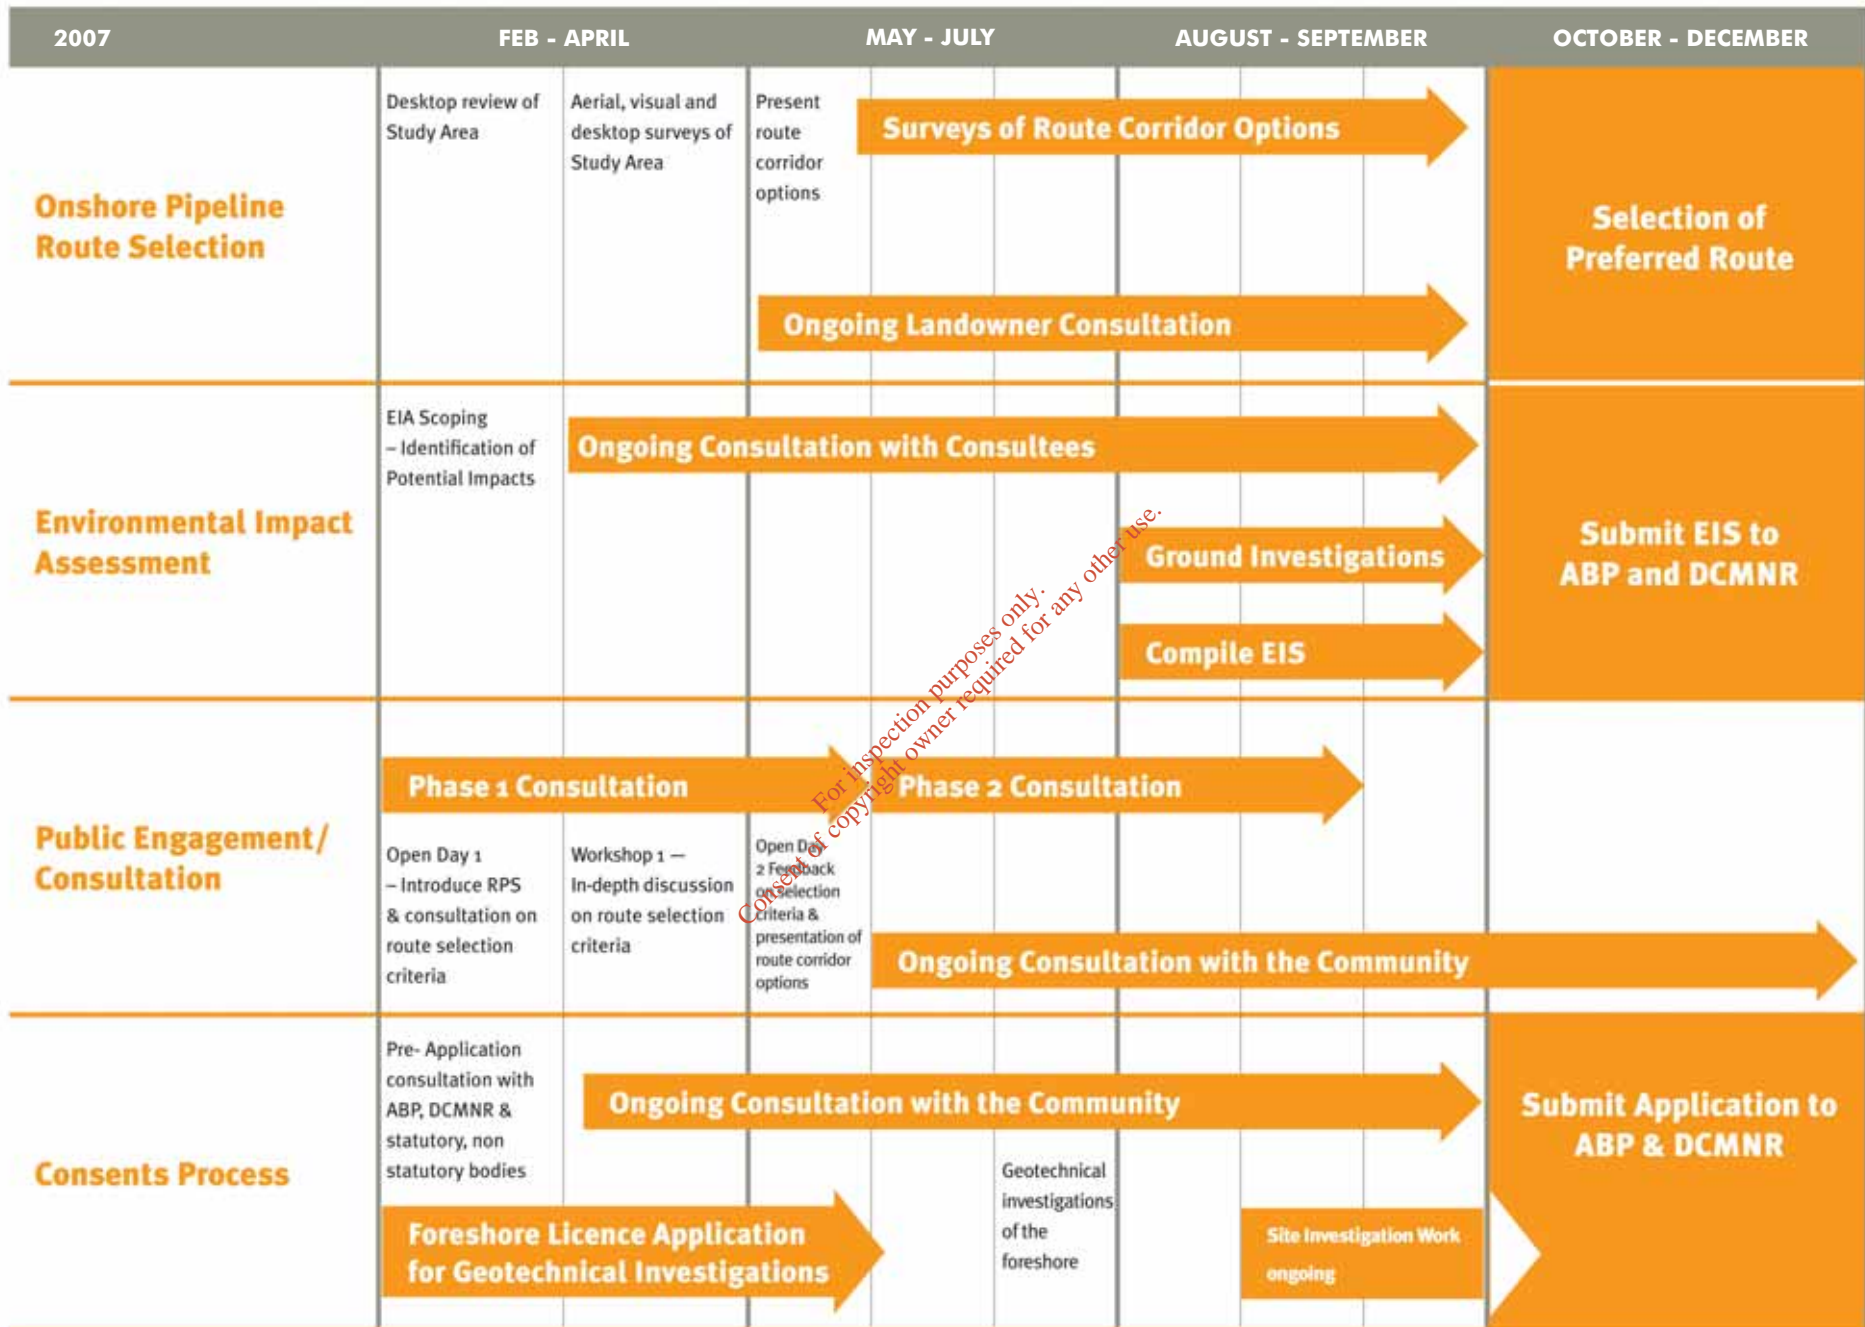 2007
FEB - APRIL
MAY - JULY
AUGUST - SEPTEMBER
OCTOBER - DECEMBER
Onshore Pipeline
Route Selection
Desktop review of
Study Area
Aerial, visual and
desktop surveys of
Study Area
Present
route
corridor
options
Surveys of Route Corridor Options
Ongoing Landowner Consultation
Selection of
Preferred Route
Environmental Impact
Assessment
EIA Scoping
– Identification of
Potential Impacts
Ongoing Consultation with Consultees
Ground Investigations
Compile EIS
Submit EIS to
ABP and DCMNR
Public Engagement/
Consultation
Phase 1 Consultation
Phase 2 Consultation
Open Day 1
– Introduce RPS
& consultation on
route selection
criteria
Workshop 1 —
In-depth discussion
on route selection
criteria
Open Day
2 Feedback
on selection
criteria &
presentation of
route corridor
options
Ongoing Consultation with the Community
Consents Process
Pre- Application
consultation with
ABP, DCMNR &
statutory, non
statutory bodies
Ongoing Consultation with the Community
Foreshore Licence Application
for Geotechnical Investigations
Geotechnical
investigations
of the
foreshore
Site Investigation Work
ongoing
Submit Application to
ABP & DCMNR
For inspection purposes only.
Consent of copyright owner required for any other use.